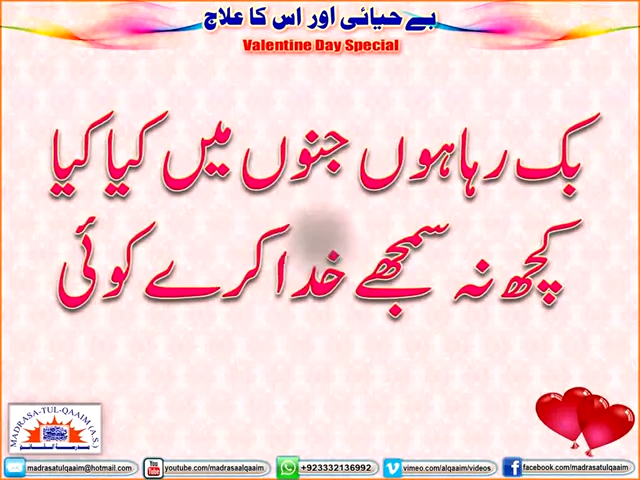 بے حیائی اور اس کا علاج
Valentine Day Special
بک رہا ہوں جنوں میں کیا کیا
کچھ نہ سمجھے خدا کرے کوئی
MADRASA-TUL-QAAIM (A.S.)
madrasatulqaaim@hotmail.com
You Tube
youtube.com/madrasaalqaaim
+923332136992
vimeo.com/alqaaim/videos
facebook.com/madrasatulqaaim